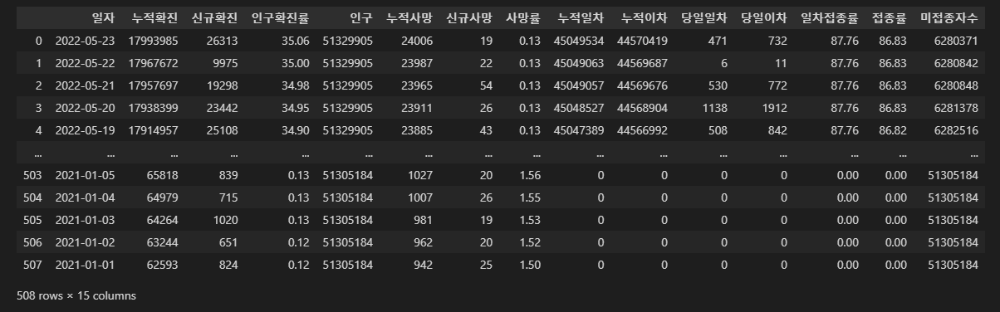 일자 누적확진 신규확진 인구확진률 인구 누적사망 신규사망 사망률 누적일차 누적이차 당일일차 당일이차 일차접종률 접종률 미접종자수
0 2022-05-23 17993985 26313 35.06 51329905 24006 19 0.13 45049534 44570419 471 732 87.76 86.83 6280371
1 2022-05-22 17967672 9975 35.00 51329905 23987 22 0.13 45049063 44569687 6 11 87.76 86.83 6280842
2 2022-05-21 17957697 19298 34.98 51329905 23965 54 0.13 45049057 44569676 530 772 87.76 86.83 6280848
3 2022-05-20 17938399 23442 34.95 51329905 23911 26 0.13 45048527 44568904 1138 1912 87.76 86.83 6281378
4 2022-05-19 17914957 25108 34.90 51329905 23885 43 0.13 45047389 44566992 508 842 87.76 86.82 6282516
... ... ... ... ... ... ... ... ... ... ... ... ... ... ... ...
503 2021-01-05 65818 839 0.13 51305184 1027 20 1.56 0 0 0 0 0.00 0.00 51305184
504 2021-01-04 64979 715 0.13 51305184 1007 26 1.55 0 0 0 0 0.00 0.00 51305184
505 2021-01-03 64264 1020 0.13 51305184 981 19 1.53 0 0 0 0 0.00 0.00 51305184
506 2021-01-02 63244 651 0.12 51305184 962 20 1.52 0 0 0 0 0.00 0.00 51305184
507 2021-01-01 62593 824 0.12 51305184 942 25 1.50 0 0 0 0 0.00 0.00 51305184
508 rows × 15 columns